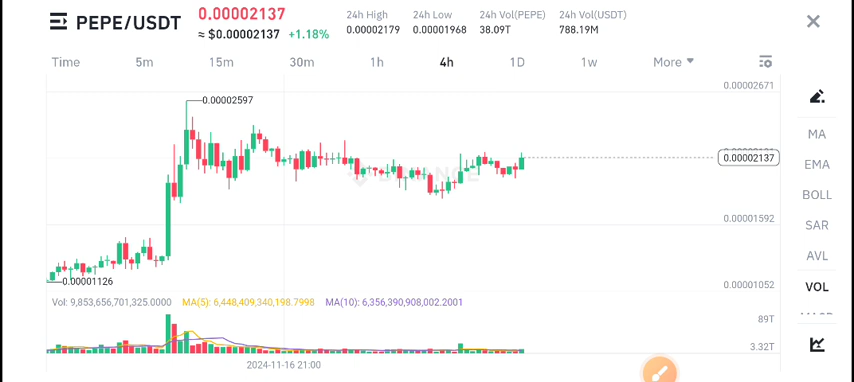 PEPE/USDT
0.00002137
≈ $0.00002137 +1.18%
24h High
0.00002179
24h Low
0.00001968
24h Vol(PEPE)
38.09T
24h Vol(USDT)
788.19M
Time 5m 15m 30m 1h 4h 1D 1w More
0.00002671
0.00002597
0.00002137
BINANCE
0.00001592
0.00001126
0.00001052
MA
EMA
BOLL
SAR
AVL
VOL
Vol: 9,853,656,701,325.0000 MA(5): 6,448,409,340,198.7998 MA(10): 6,356,390,908,002.2001
89T
3.32T
2024-11-16 21:00